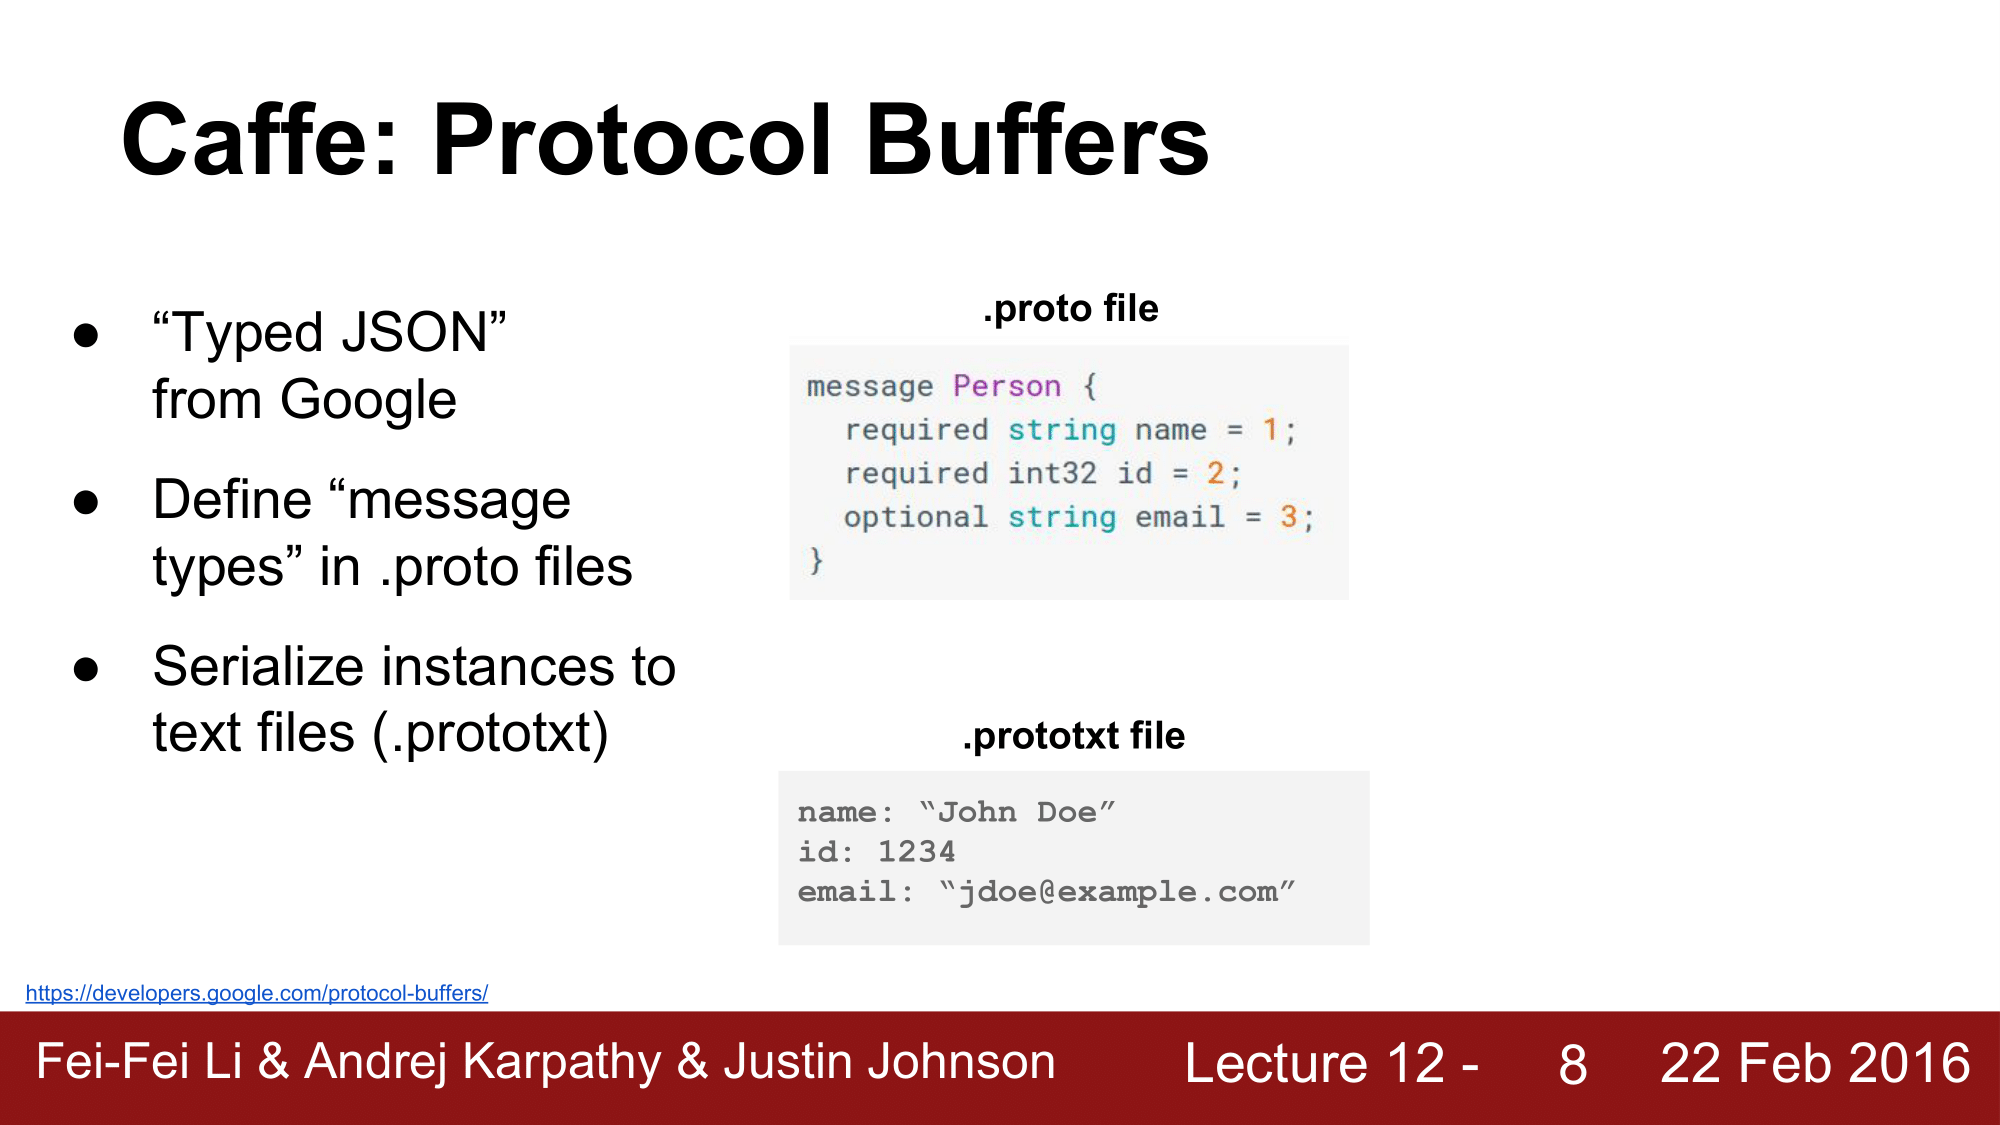 Caffe: Protocol Buffers
● “Typed JSON”
from Google
● Define “message
types” in .proto files
● Serialize instances to
text files (.prototxt)
.proto file
message Person {
  required string name = 1;
  required int32 id = 2;
  optional string email = 3;
}
.prototxt file
name: “John Doe”
id: 1234
email: “jdoe@example.com”
https://developers.google.com/protocol-buffers/
Fei-Fei Li & Andrej Karpathy & Justin Johnson Lecture 12 - 8 22 Feb 2016